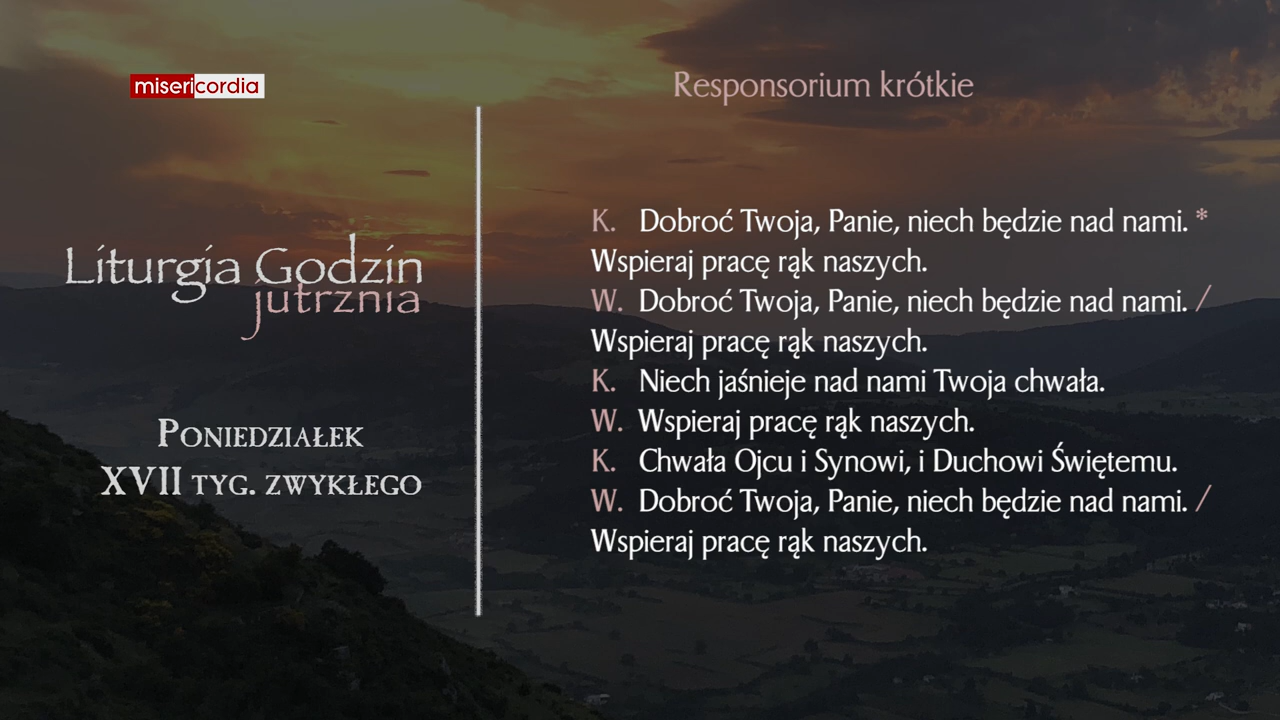 misericordia
Liturgia Godzin
jutrznia
Poniedziałek
XVII tyg. zwykłego
Responsorium krótkie
K. Dobroć Twoja, Panie, niech będzie nad nami. *
Wspieraj pracę rąk naszych.
W. Dobroć Twoja, Panie, niech będzie nad nami. /
Wspieraj pracę rąk naszych.
K. Niech jaśnieje nad nami Twoja chwała.
W. Wspieraj pracę rąk naszych.
K. Chwała Ojcu i Synowi, i Duchowi Świętemu.
W. Dobroć Twoja, Panie, niech będzie nad nami. /
Wspieraj pracę rąk naszych.